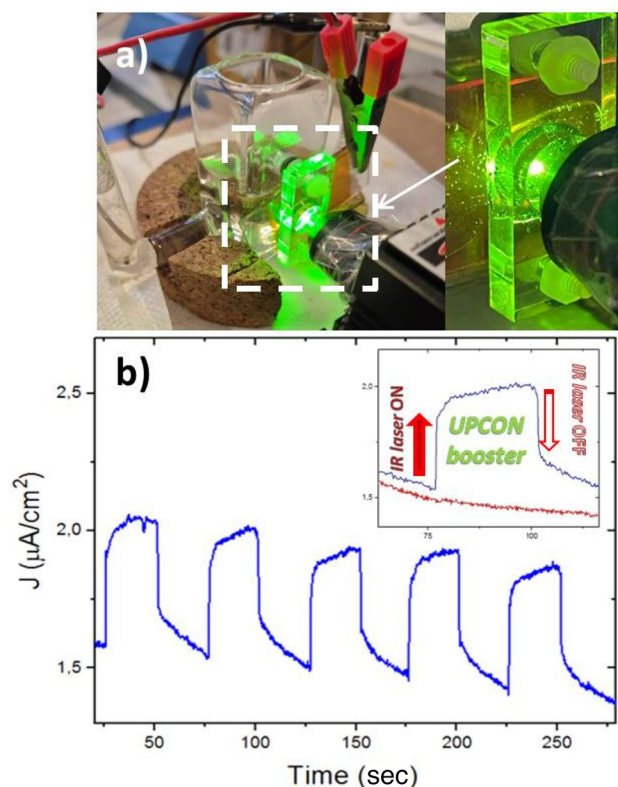 a)
b)
2,5
2,0
1,5
J (μA/cm²)
50
100
150
200
250
Time (sec)
2,0
1,5
75
100
IR laser ON
UPCON
booster
IR laser OFF